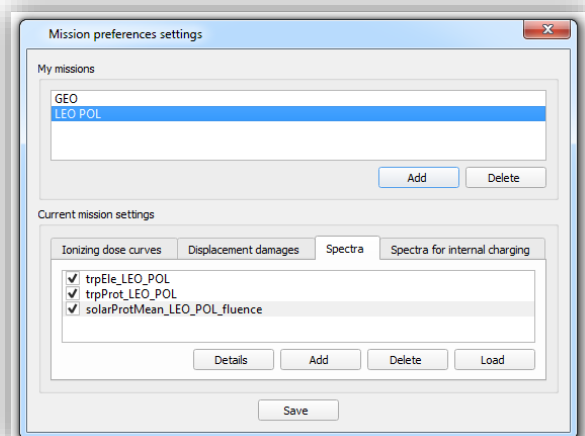 Mission preferences settings
My missions
GEO
LEO POL
Add Delete
Current mission settings
Ionizing dose curves Displacement damages Spectra Spectra for internal charging
trpEle_LEO_POL
trpProt_LEO_POL
solarProtMean_LEO_POL_fluence
Details Add Delete Load
Save